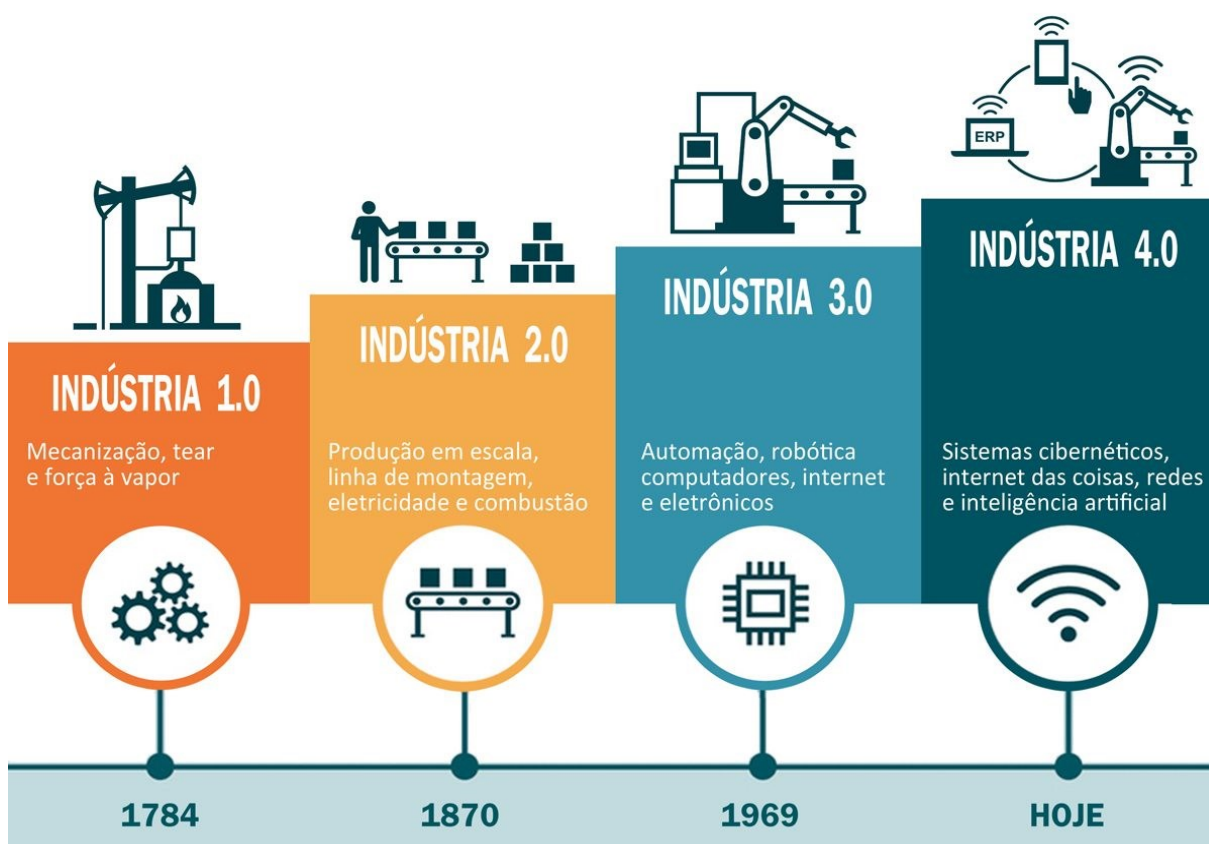 ERP
INDÚSTRIA 1.0
Mecanização, tear
e força à vapor
1784
INDÚSTRIA 2.0
Produção em escala,
linha de montagem,
eletricidade e combustão
1870
INDÚSTRIA 3.0
Automação, robótica
computadores, internet
e eletrônicos
1969
INDÚSTRIA 4.0
Sistemas cibernéticos,
internet das coisas, redes
e inteligência artificial
HOJE